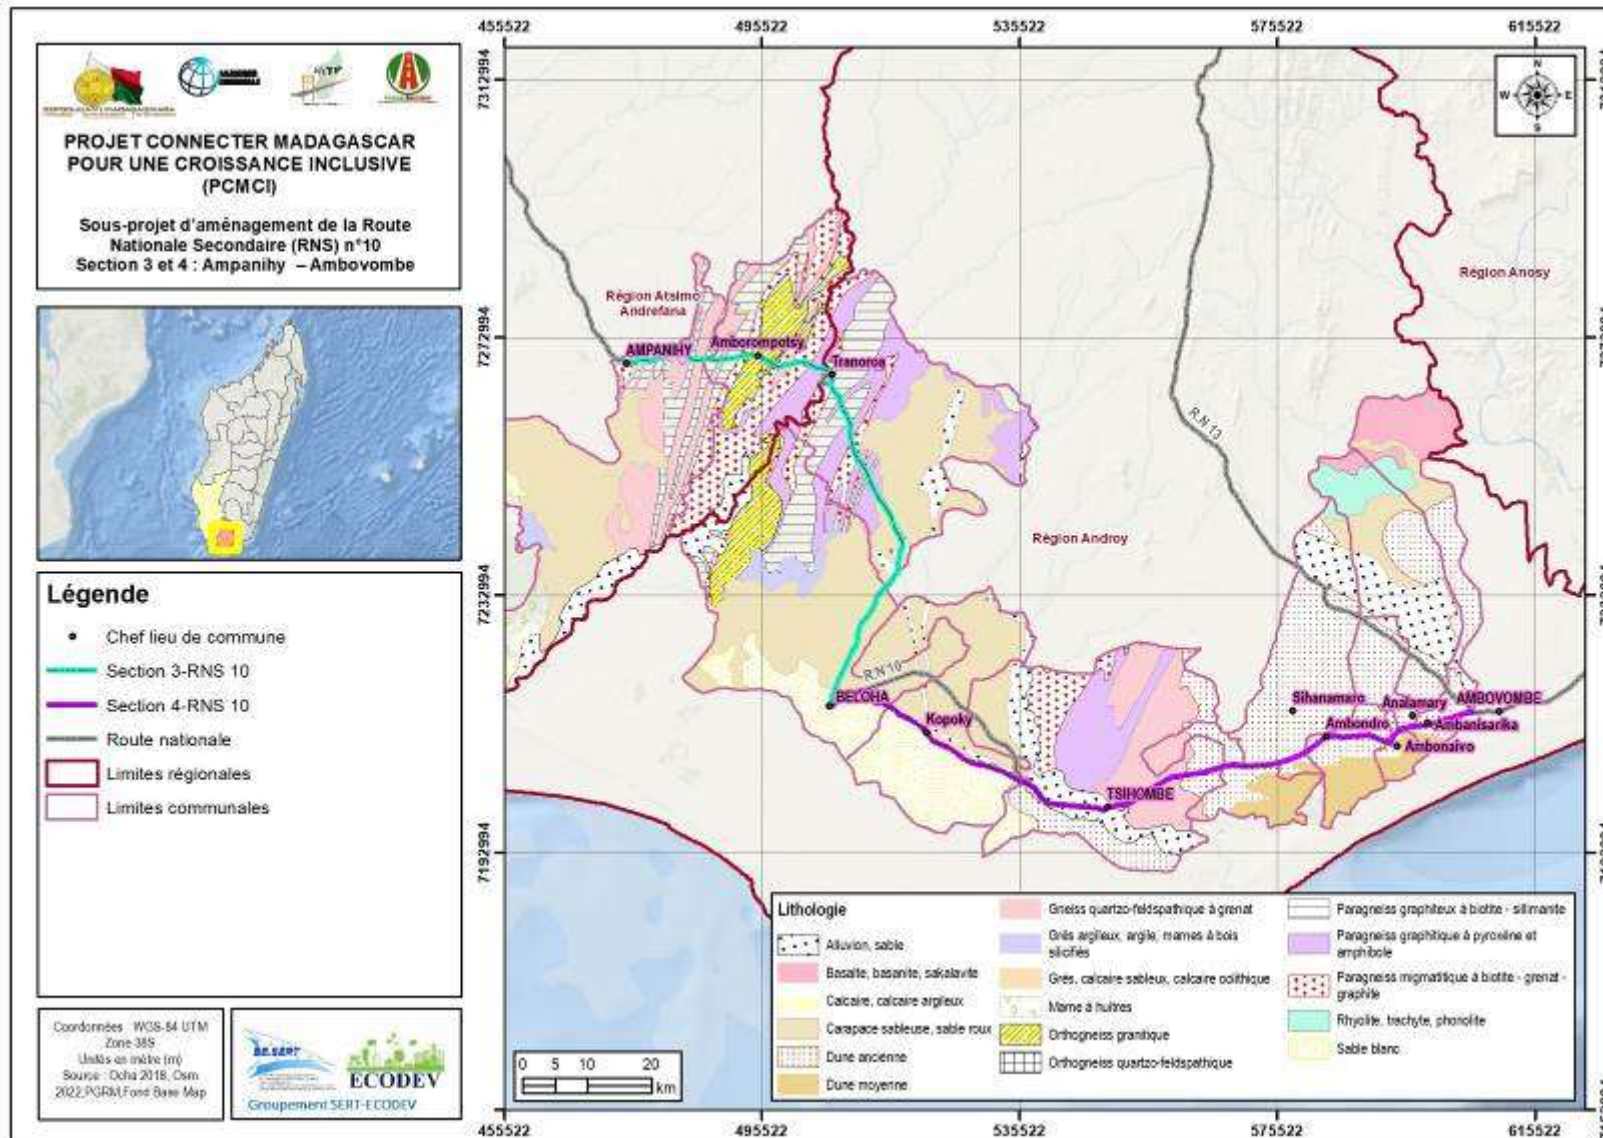 455522 495522 535522 575522 615522
7312994
7272994
7232994
7192994
PROJET CONNECTER MADAGASCAR
POUR UNE CROISSANCE INCLUSIVE
(PCMCI)
Sous-projet d'aménagement de la Route
Nationale Secondaire (RNS) n°10
Section 3 et 4 : Ampanihy – Ambovombe
Légende
Chef lieu de commune
Section 3-RNS 10
Section 4-RNS 10
Route nationale
Limites régionales
Limites communales
Coordonnées WGS-84 UTM
Zone 38S
Unités en mètre (m)
Source : Ocha 2018, Osm
2022,PGRM,Fond Base Map
BE.SERT
ECODEV
Groupement SERT-ECODEV
N
W E
S
Région Anosy
Région Atsimo
Andrefana
AMPANIHY
Amborompotsy
Tranoroa
R.N 13
Région Androy
R.N 10
BELOHA
Kopoky
TSIHOMBE
Sihanamaro
Analamary
AMBOVOMBE
Ambondro
Ambanisarika
Ambonaivo
0 5 10 20
km
Lithologie
Alluvion, sable
Basalte, basanite, sakalavite
Calcaire, calcaire argileux
Carapace sableuse, sable roux
Dune ancienne
Dune moyenne
Gneiss quartzo-feldspathique à grenat
Grès argileux, argile, marnes à bois
silicifiés
Grès, calcaire sableux, calcaire oolithique
Marne à huîtres
Orthogneiss granitique
Orthogneiss quartzo-feldspathique
Paragneiss graphiteux à biotite - sillimanite
Paragneiss graphitique à pyroxène et
amphibole
Paragneiss migmatitique à biotite - grenat -
graphite
Rhyolite, trachyte, phonolite
Sable blanc
455522 495522 535522 575522 615522